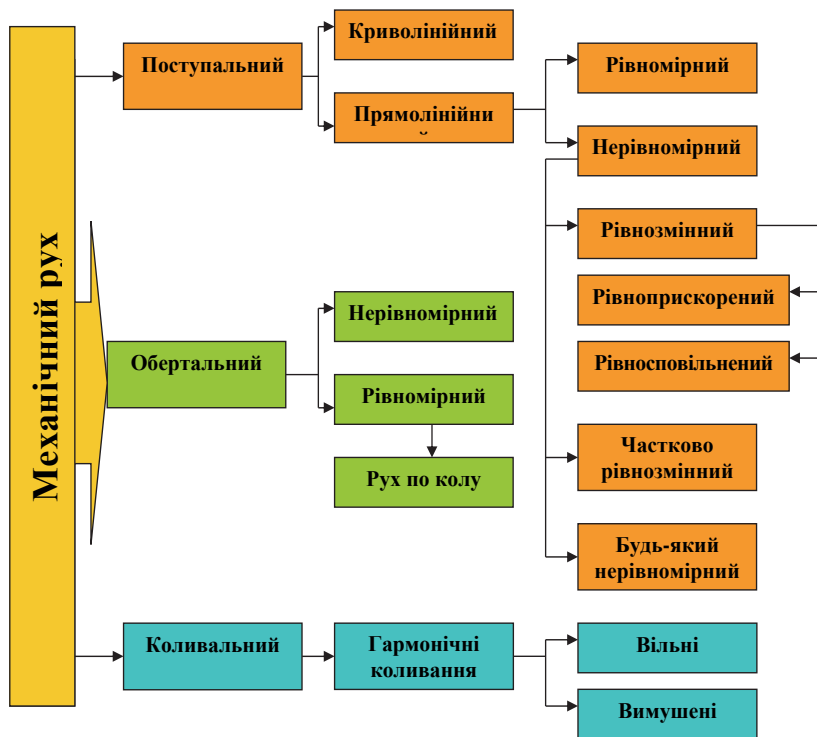 Механічний рух
Поступальний
Криволінійний
Прямолінійни
й
Рівномірний
Нерівномірний
Рівнозмінний
Рівноприскорений
Рівносповільнений
Частково
рівнозмінний
Будь-який
нерівномірний
Обертальний
Нерівномірний
Рівномірний
Рух по колу
Коливальний
Гармонічні
коливання
Вільні
Вимушені